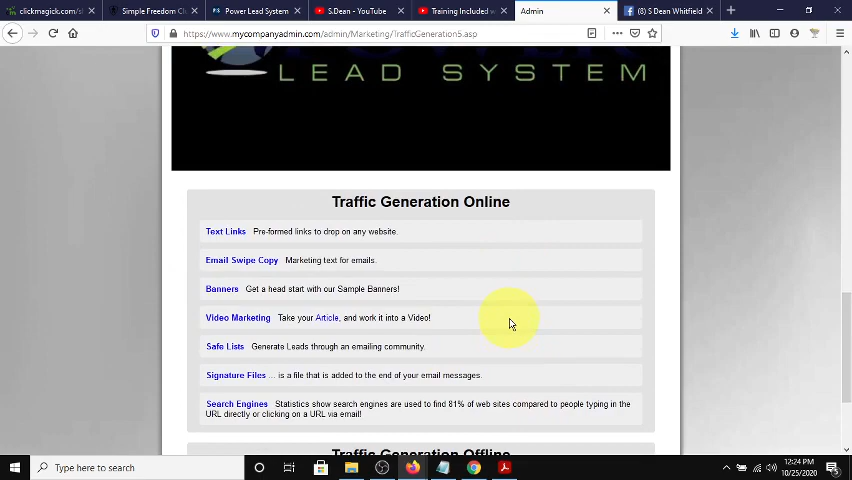 clickmagick.com/s
Simple Freedom Cl
Power Lead System
S.Dean - YouTube
Training Included w
Admin
(8) S Dean Whitfield
https://www.mycompanyadmin.com/admin/Marketing/TrafficGeneration5.asp
LEAD SYSTEM
Traffic Generation Online
Text Links Pre-formed links to drop on any website.
Email Swipe Copy Marketing text for emails.
Banners Get a head start with our Sample Banners!
Video Marketing Take your Article, and work it into a Video!
Safe Lists Generate Leads through an emailing community.
Signature Files ... is a file that is added to the end of your email messages.
Search Engines Statistics show search engines are used to find 81% of web sites compared to people typing in the
URL directly or clicking on a URL via email!
Traffic Generation Offline
Type here to search
12:24 PM
10/25/2020